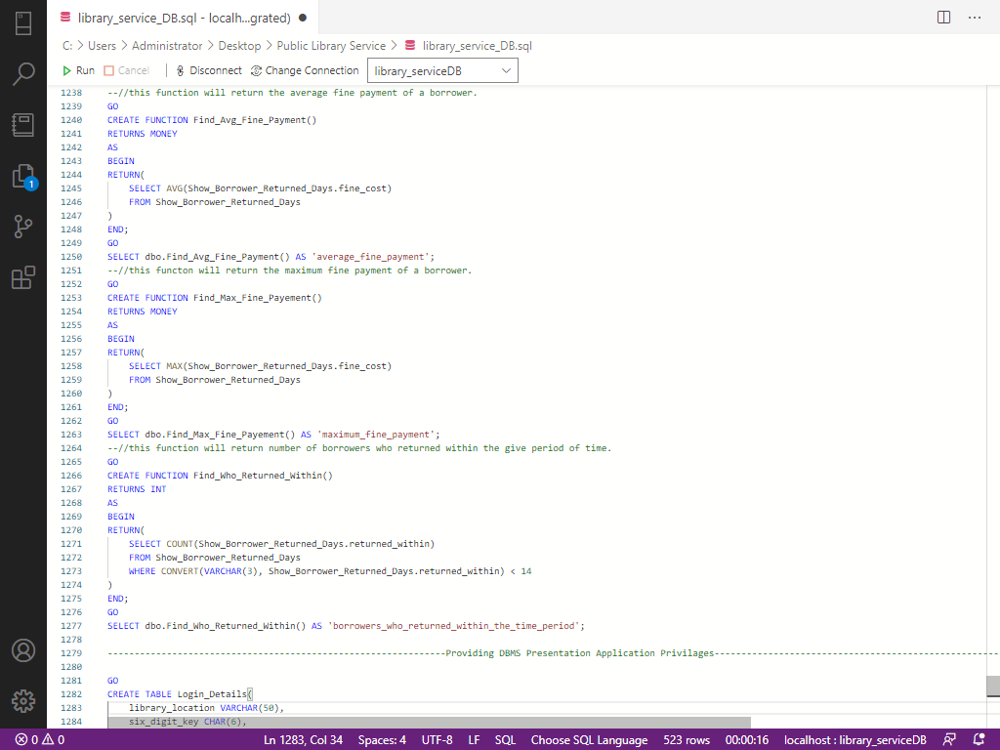 library_service_DB.sql - localh...grated) ●
C: > Users > Administrator > Desktop > Public Library Service > library_service_DB.sql
Run Cancel | Disconnect Change Connection library_serviceDB
1238 --//this function will return the average fine payment of a borrower.
1239 GO
1240 CREATE FUNCTION Find_Avg_Fine_Payment()
1241 RETURNS MONEY
1242 AS
1243 BEGIN
1244 RETURN(
1245 SELECT AVG(Show_Borrower_Returned_Days.fine_cost)
1246 FROM Show_Borrower_Returned_Days
1247 )
1248 END;
1249 GO
1250 SELECT dbo.Find_Avg_Fine_Payment() AS 'average_fine_payment';
1251 --//this functon will return the maximum fine payment of a borrower.
1252 GO
1253 CREATE FUNCTION Find_Max_Fine_Payement()
1254 RETURNS MONEY
1255 AS
1256 BEGIN
1257 RETURN(
1258 SELECT MAX(Show_Borrower_Returned_Days.fine_cost)
1259 FROM Show_Borrower_Returned_Days
1260 )
1261 END;
1262 GO
1263 SELECT dbo.Find_Max_Fine_Payement() AS 'maximum_fine_payment';
1264 --//this function will return number of borrowers who returned within the give period of time.
1265 GO
1266 CREATE FUNCTION Find_Who_Returned_Within()
1267 RETURNS INT
1268 AS
1269 BEGIN
1270 RETURN(
1271 SELECT COUNT(Show_Borrower_Returned_Days.returned_within)
1272 FROM Show_Borrower_Returned_Days
1273 WHERE CONVERT(VARCHAR(3), Show_Borrower_Returned_Days.returned_within) < 14
1274 )
1275 END;
1276 GO
1277 SELECT dbo.Find_Who_Returned_Within() AS 'borrowers_who_returned_within_the_time_period';
1278
1279 ---------------------------------------------------------------Providing DBMS Presentation Application Privilages-----------------------------------------------------
1280
1281 GO
1282 CREATE TABLE Login_Details(
1283 library_location VARCHAR(50),
1284 six_digit_key CHAR(6),
1
0 0 Ln 1283, Col 34 Spaces: 4 UTF-8 LF SQL Choose SQL Language 523 rows 00:00:16 localhost : library_serviceDB